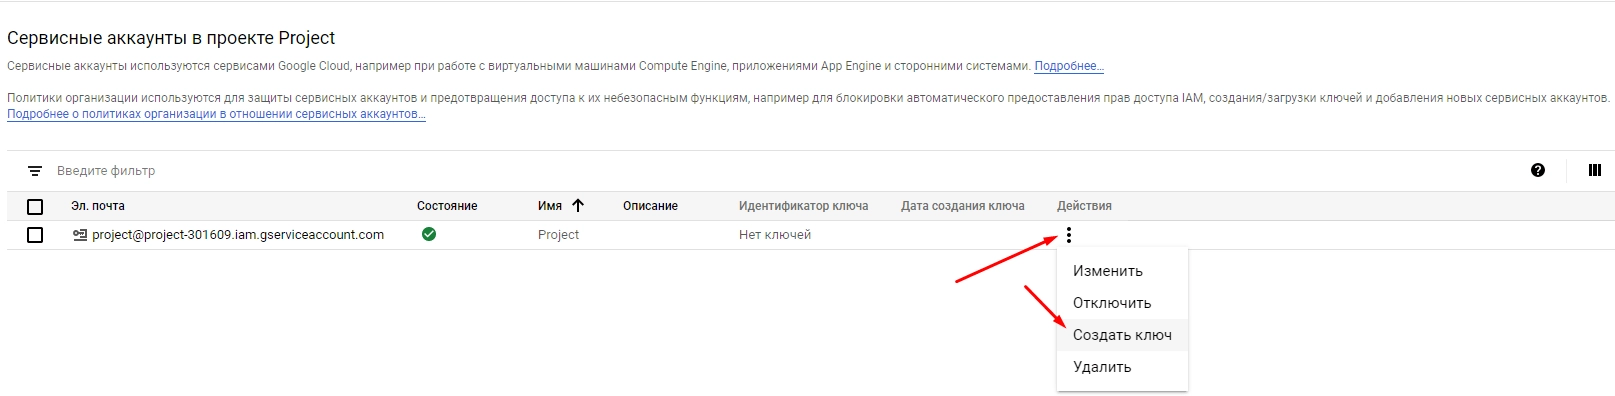 Сервисные аккаунты в проекте Project
Сервисные аккаунты используются сервисами Google Cloud, например при работе с виртуальными машинами Compute Engine, приложениями App Engine и сторонними системами. Подробнее…
Политики организации используются для защиты сервисных аккаунтов и предотвращения доступа к их небезопасным функциям, например для блокировки автоматического предоставления прав доступа IAM, создания/загрузки ключей и добавления новых сервисных аккаунтов.
Подробнее о политиках организации в отношении сервисных аккаунтов…
Введите фильтр
Эл. почта Состояние Имя Описание Идентификатор ключа Дата создания ключа Действия
project@project-301609.iam.gserviceaccount.com Project Нет ключей
Изменить
Отключить
Создать ключ
Удалить